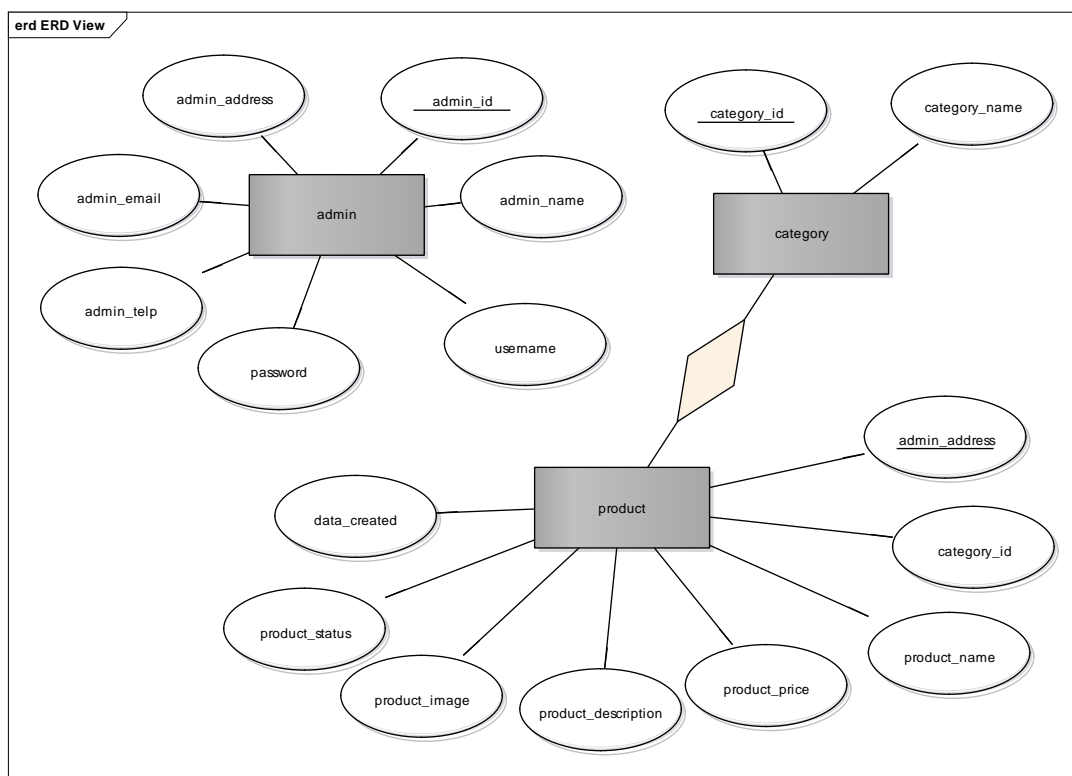 erd ERD View
admin_address
admin_id
category_id
category_name
admin_email
admin
admin_name
category
admin_telp
username
password
admin_address
product
data_created
category_id
product_status
product_name
product_image
product_description
product_price